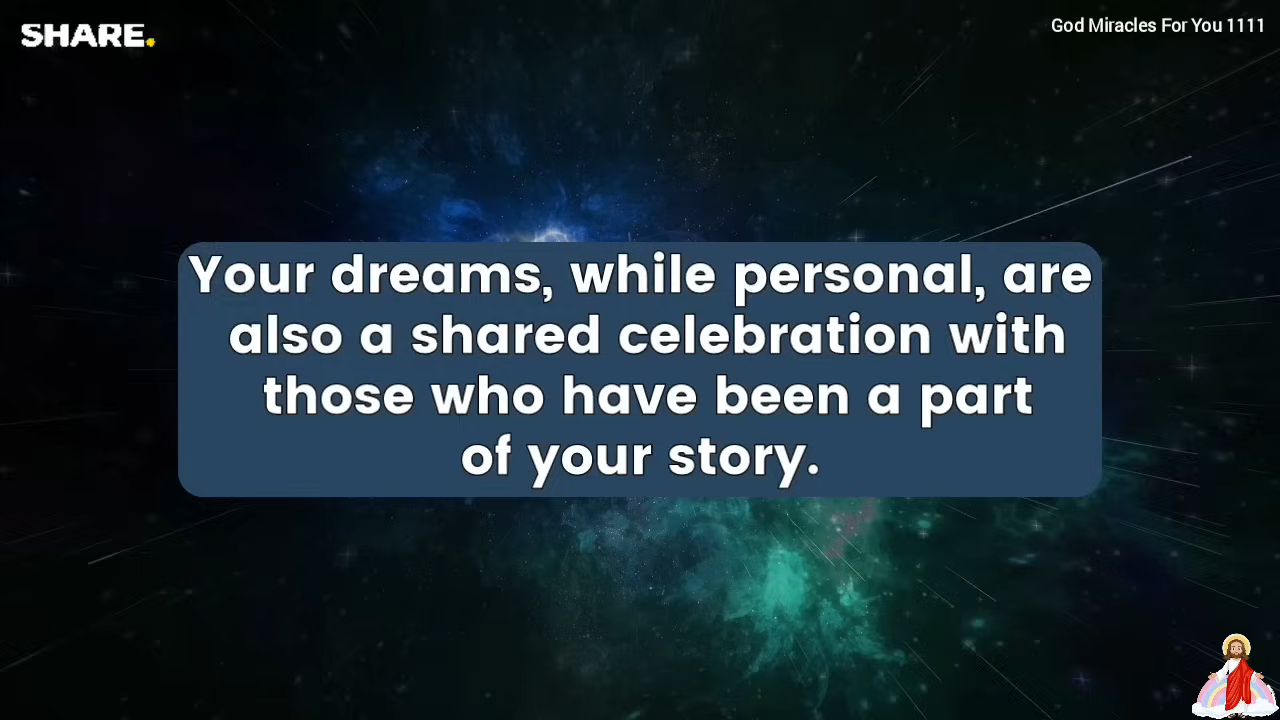 SHARE.
God Miracles For You 1111
Your dreams, while personal, are
also a shared celebration with
those who have been a part
of your story.